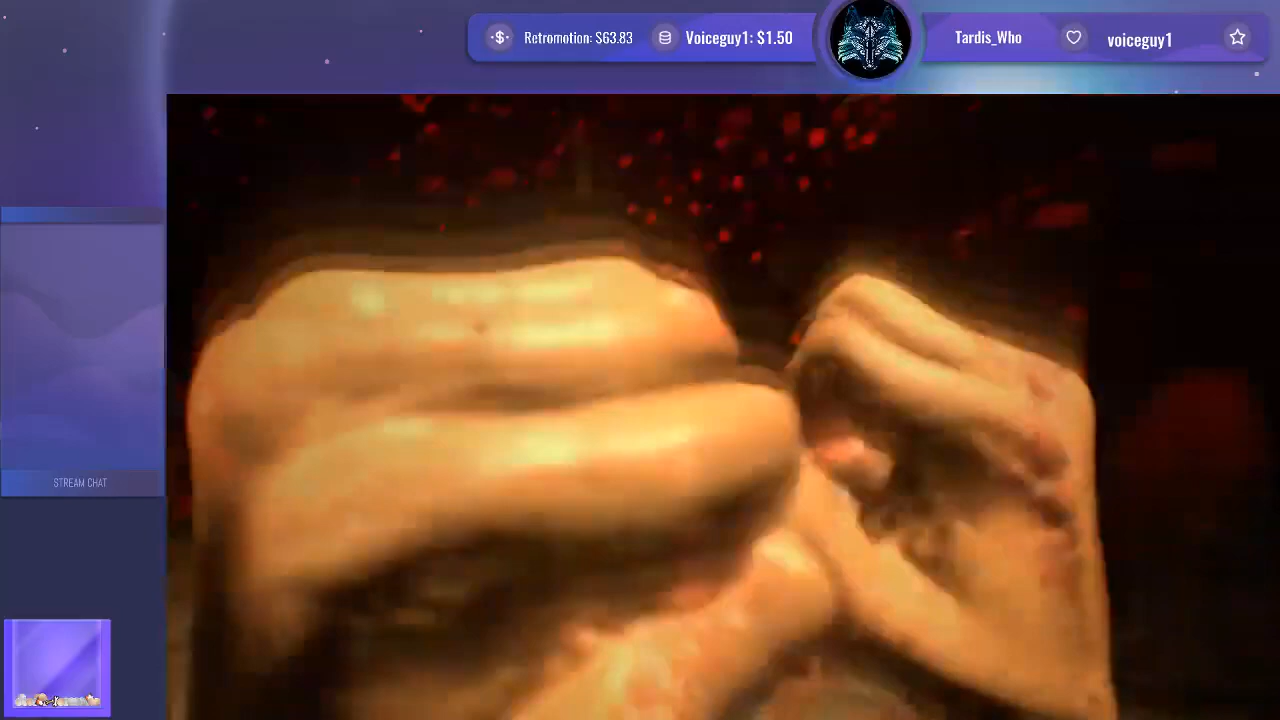 Retromotion: $63.83
Voiceguy1: $1.50
Tardis_Who
voiceguy1
STREAM CHAT